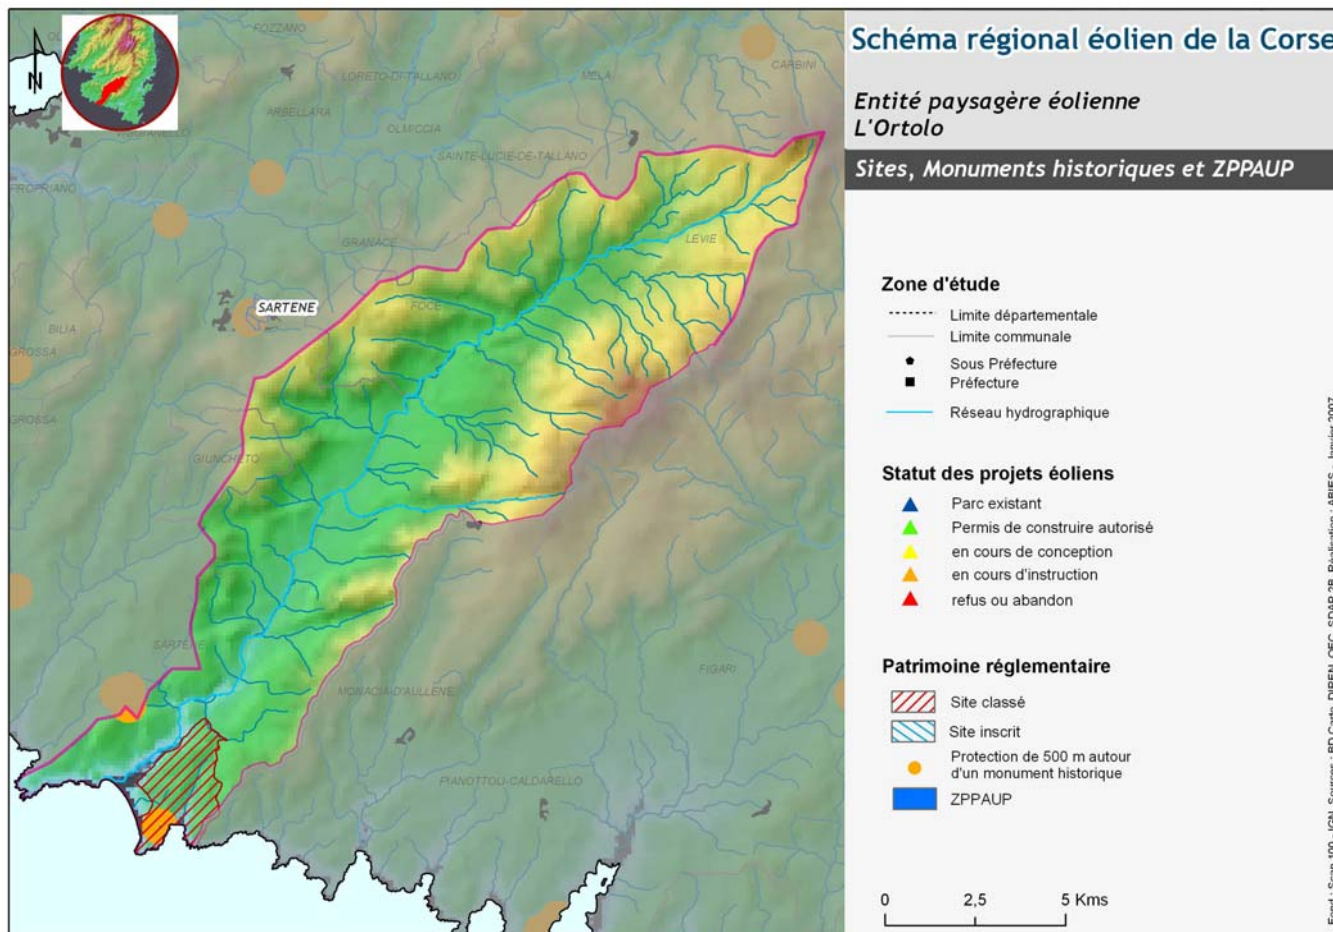 Schéma régional éolien de la Corse
Entité paysagère éolienne
L'Ortolo
Sites, Monuments historiques et ZPPAUP
Zone d'étude
Limite départementale
Limite communale
Sous Préfecture
Préfecture
Réseau hydrographique
Statut des projets éoliens
Parc existant
Permis de construire autorisé
en cours de conception
en cours d'instruction
refus ou abandon
Patrimoine réglementaire
Site classé
Site inscrit
Protection de 500 m autour
d'un monument historique
ZPPAUP
0 2,5 5 Kms
N
FOZZANO
LORETO-DI-TALLANO
MELA
CARBINI
ARBELLARA
OLMICCIA
SAINTE-LUCIE-DE-TALLANO
PROPRIANO
GRANACE
LEVIE
SARTENE
FOCE
BILIA
GROSSA
GROSSA
GIUNCHETO
SARTÈNE
MONACIA-D'AULLÈNE
FIGARI
PIANOTTOLI-CALDARELLO